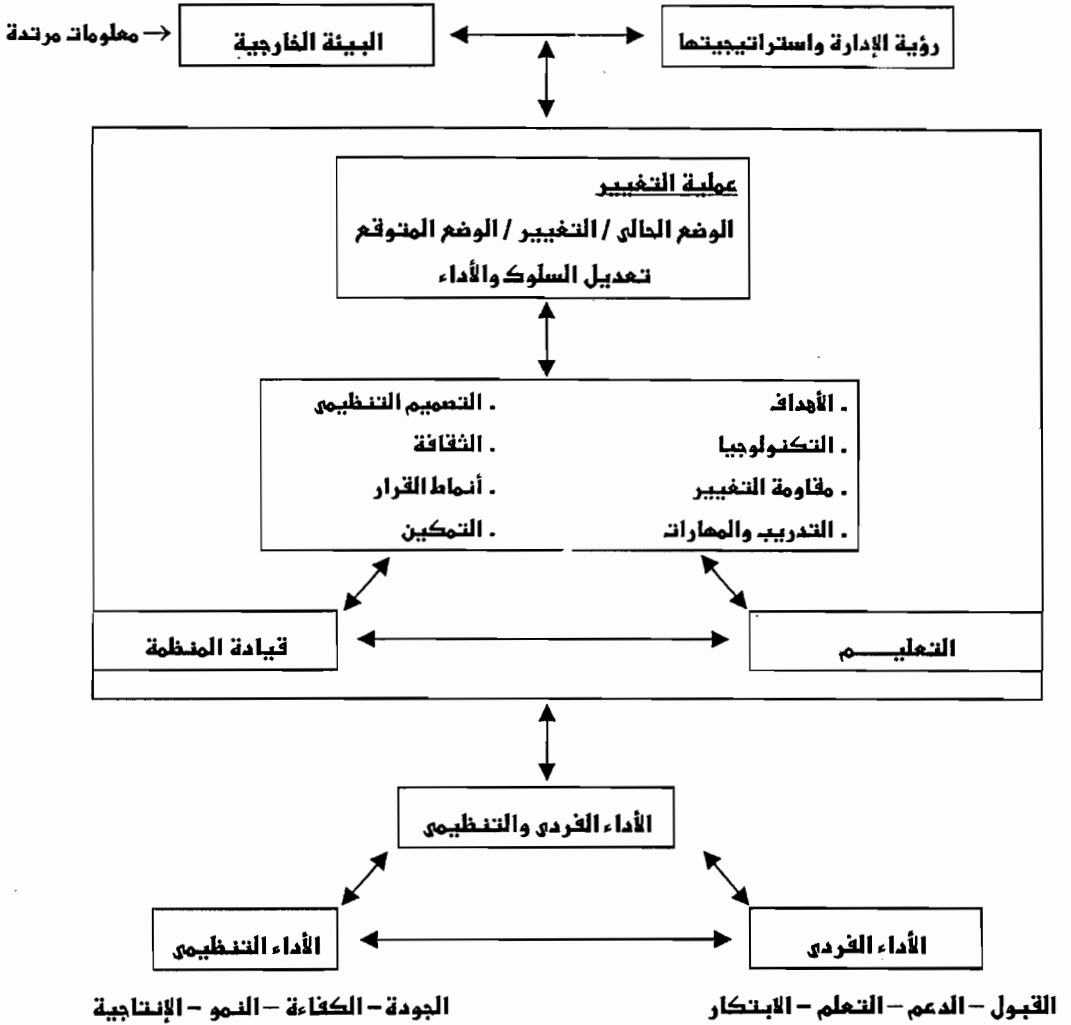 رؤية الإدارة واستراتيجيتها
البيئة الخارجية
← معلومات مرتدة
عملية التغيير
الوضع الحالى / التغيير / الوضع المتوقع
تعديل السلوك والأداء
. الأهداف
. التكنولوجيا
. مقاومة التغيير
. التدريب والمهارات
. التصميم التنظيمى
. الثقافة
. أنماط القرار
. التمكين
التعليـــــم
قيادة المنظمة
الأداء الفردى والتنظيمى
الأداء الفردى
الأداء التنظيمى
القبول – الدعم – التعلم – الابتكار
الجودة – الكفاءة – النمو – الإنتاجية